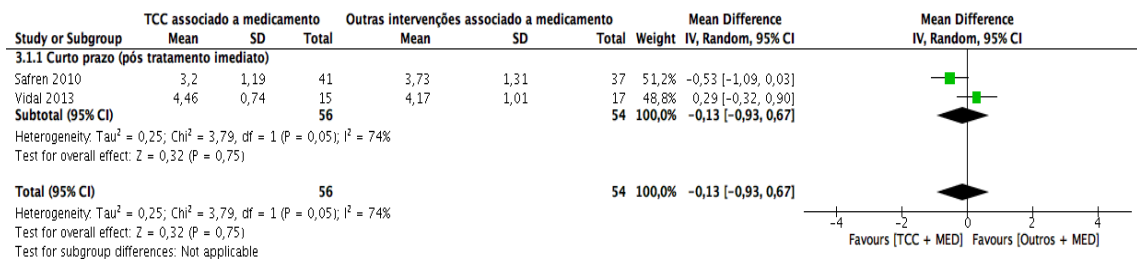 TCC associado a medicamento Outras intervenções associado a medicamento Mean Difference Mean Difference
Study or Subgroup Mean SD Total Mean SD Total Weight IV, Random, 95% CI IV, Random, 95% CI
3.1.1 Curto prazo (pós tratamento imediato)
Safren 2010 3,2 1,19 41 3,73 1,31 37 51,2% -0,53 [-1,09, 0,03]
Vidal 2013 4,46 0,74 15 4,17 1,01 17 48,8% 0,29 [-0,32, 0,90]
Subtotal (95% CI) 56 54 100,0% -0,13 [-0,93, 0,67]
Heterogeneity: Tau² = 0,25; Chi² = 3,79, df = 1 (P = 0,05); I² = 74%
Test for overall effect: Z = 0,32 (P = 0,75)
Total (95% CI) 56 54 100,0% -0,13 [-0,93, 0,67]
Heterogeneity: Tau² = 0,25; Chi² = 3,79, df = 1 (P = 0,05); I² = 74%
Test for overall effect: Z = 0,32 (P = 0,75)
Test for subgroup differences: Not applicable
-4 -2 0 2 4
Favours [TCC + MED] Favours [Outros + MED]